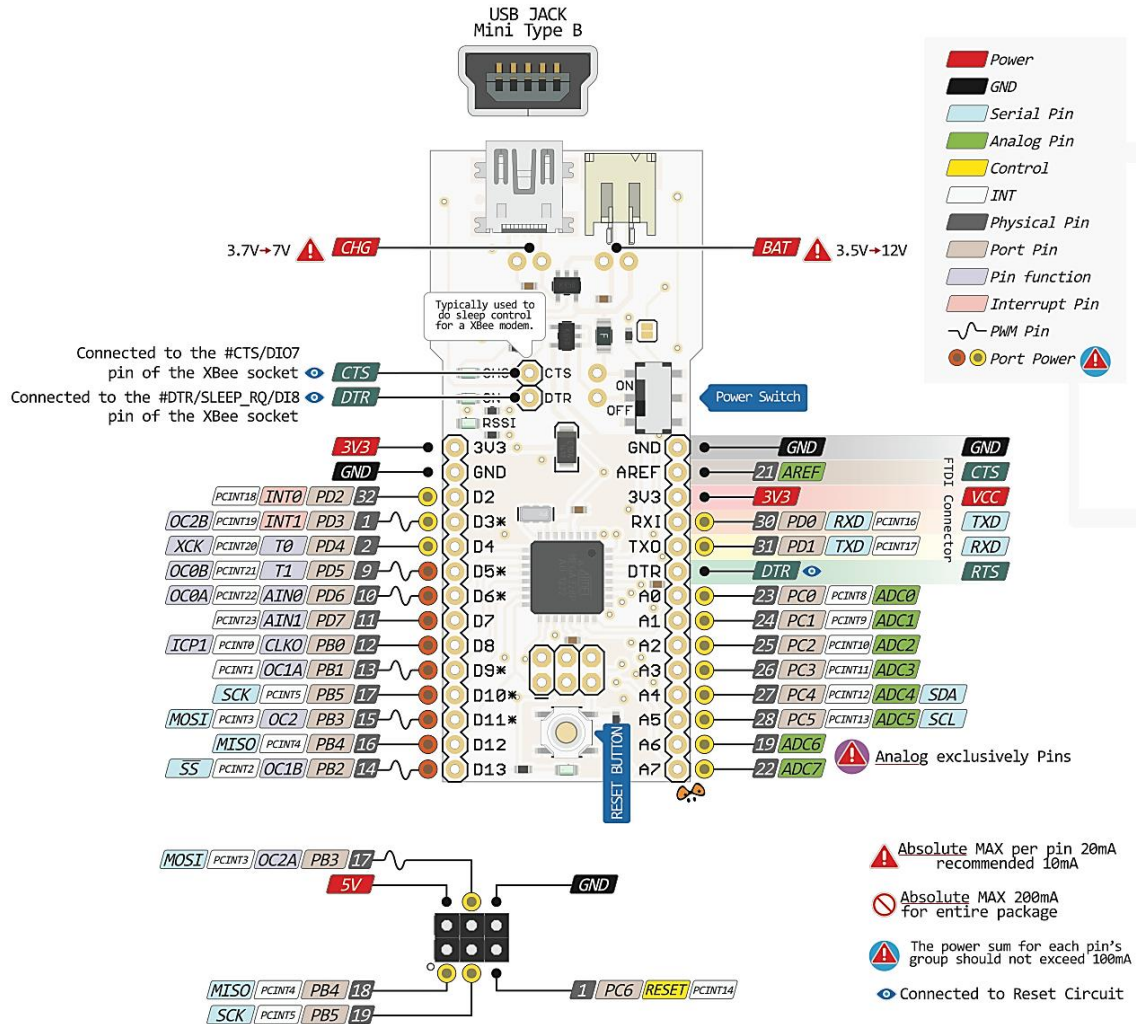 USB JACK
Mini Type B
Power
GND
Serial Pin
Analog Pin
Control
INT
Physical Pin
Port Pin
Pin function
Interrupt Pin
PWM Pin
Port Power
3.7V→7V CHG
BAT 3.5V→12V
Typically used to
do sleep control
for a XBee modem.
Connected to the #CTS/DIO7
pin of the XBee socket CTS
Connected to the #DTR/SLEEP_RQ/DI8 DTR
pin of the XBee socket
CTS
DTR
ON
RSSI
ON
OFF
Power Switch
3V3 3V3
GND GND
PCINT18 INT0 PD2 32 D2
OC2B PCINT19 INT1 PD3 1 D3*
XCK PCINT20 T0 PD4 2 D4
OC0B PCINT21 T1 PD5 9 D5*
OC0A PCINT22 AIN0 PD6 10 D6*
PCINT23 AIN1 PD7 11 D7
ICP1 PCINT0 CLKO PB0 12 D8
PCINT1 OC1A PB1 13 D9*
SCK PCINT5 PB5 17 D10*
MOSI PCINT3 OC2 PB3 15 D11*
MISO PCINT4 PB4 16 D12
SS PCINT2 OC1B PB2 14 D13
GND GND GND
AREF 21 AREF CTS
3V3 3V3 VCC
RXI 30 PD0 RXD PCINT16 TXD
TXO 31 PD1 TXD PCINT17 RXD
DTR DTR RTS
FTDI Connector
A0 23 PC0 PCINT8 ADC0
A1 24 PC1 PCINT9 ADC1
A2 25 PC2 PCINT10 ADC2
A3 26 PC3 PCINT11 ADC3
A4 27 PC4 PCINT12 ADC4 SDA
A5 28 PC5 PCINT13 ADC5 SCL
A6 19 ADC6
A7 22 ADC7
Analog exclusively Pins
RESET BUTTON
MOSI PCINT3 OC2A PB3 17
5V GND
MISO PCINT4 PB4 18
SCK PCINT5 PB5 19
1 PC6 RESET PCINT14
Absolute MAX per pin 20mA
recommended 10mA
Absolute MAX 200mA
for entire package
The power sum for each pin's
group should not exceed 100mA
Connected to Reset Circuit